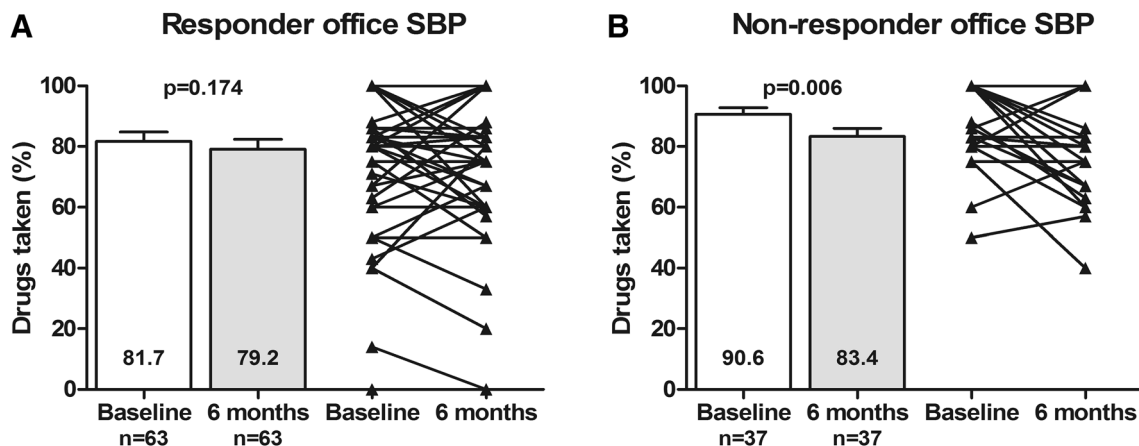 A Responder office SBP
p=0.174
Drugs taken (%)
100
80
60
40
20
0
81.7 79.2
Baseline 6 months Baseline 6 months
n=63 n=63
B Non-responder office SBP
p=0.006
Drugs taken (%)
100
80
60
40
20
0
90.6 83.4
Baseline 6 months Baseline 6 months
n=37 n=37